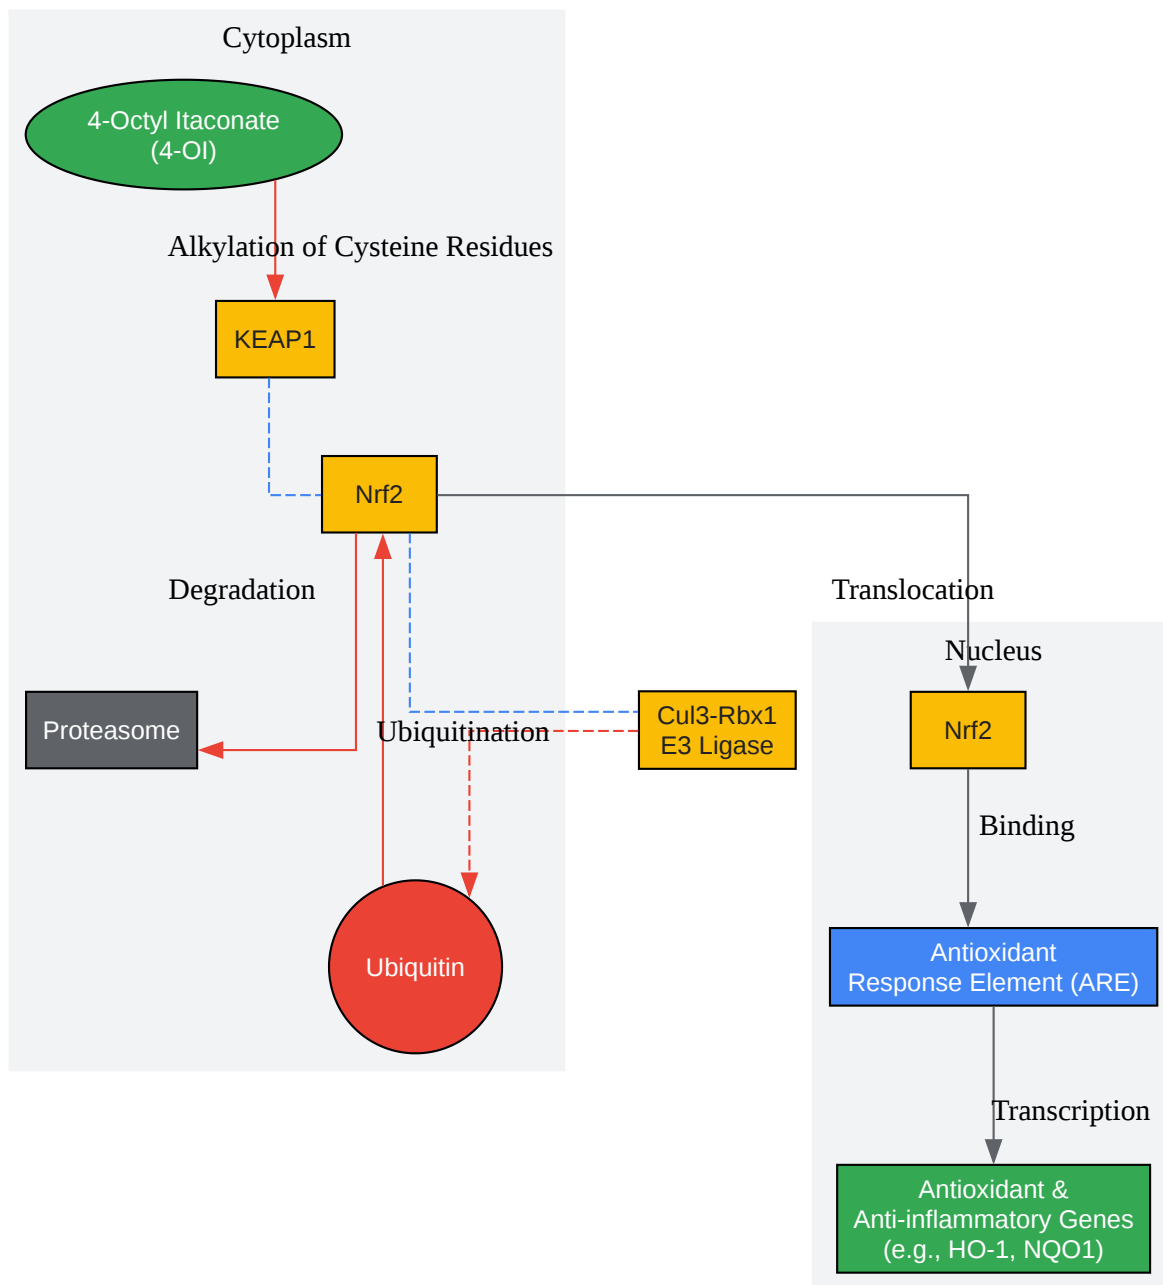 Cytoplasm
4-Octyl Itaconate
(4-OI)
Alkylation of Cysteine Residues
KEAP1
Nrf2
Degradation
Translocation
Nucleus
Proteasome
Ubiquitination
Cul3-Rbx1
E3 Ligase
Nrf2
Binding
Ubiquitin
Antioxidant
Response Element (ARE)
Transcription
Antioxidant &
Anti-inflammatory Genes
(e.g., HO-1, NQO1)